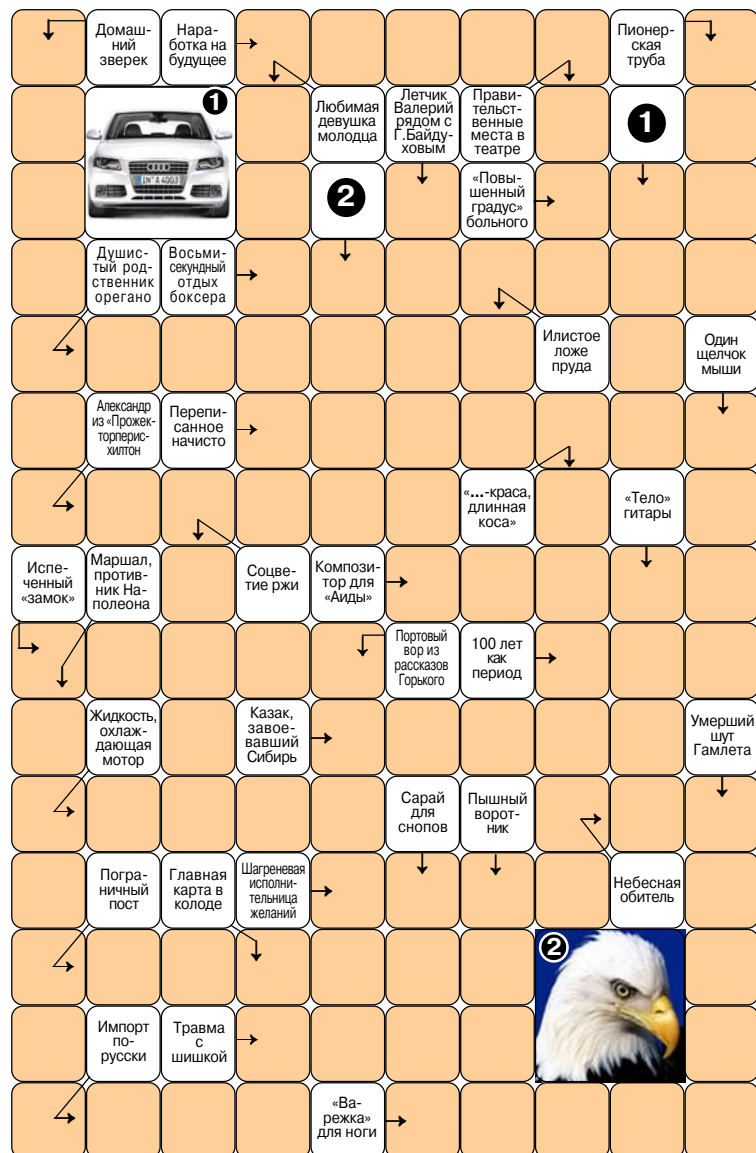 Домаш-
ний
зверек
Нара-
ботка на
будущее
Пионер-
ская
труба
1
Любимая
девушка
молодца
Летчик
Валерий
рядом с
Г.Байду-
ховым
Прави-
тельст-
венные
места в
театре
1
2
«Повы-
шенный
градус»
больного
Душис-
тый род-
ственник
орегано
Восьми-
секундный
отдых
боксера
Илистое
ложе
пруда
Один
щелчок
мыши
Александр
из «Прожек-
торперис-
хилтон
Перепи-
санное
начисто
«...-краса,
длинная
коса»
«Тело»
гитары
Испе-
ченный
«замок»
Маршал,
против-
ник На-
полеона
Соцве-
тие ржи
Компози-
тор для
«Аиды»
Портовый
вор из
рассказов
Горького
100 лет
как
период
Жидкость,
охлаж-
дающая
мотор
Казак,
завое-
вавший
Сибирь
Умерший
шут
Гамлета
Сарай
для
снопов
Пышный
ворот-
ник
Погра-
ничный
пост
Главная
карта в
колоде
Шагреневая
исполни-
тельница
желаний
Небесная
обитель
2
Импорт
по-
русски
Травма
с
шишкой
«Ва-
режка»
для ноги